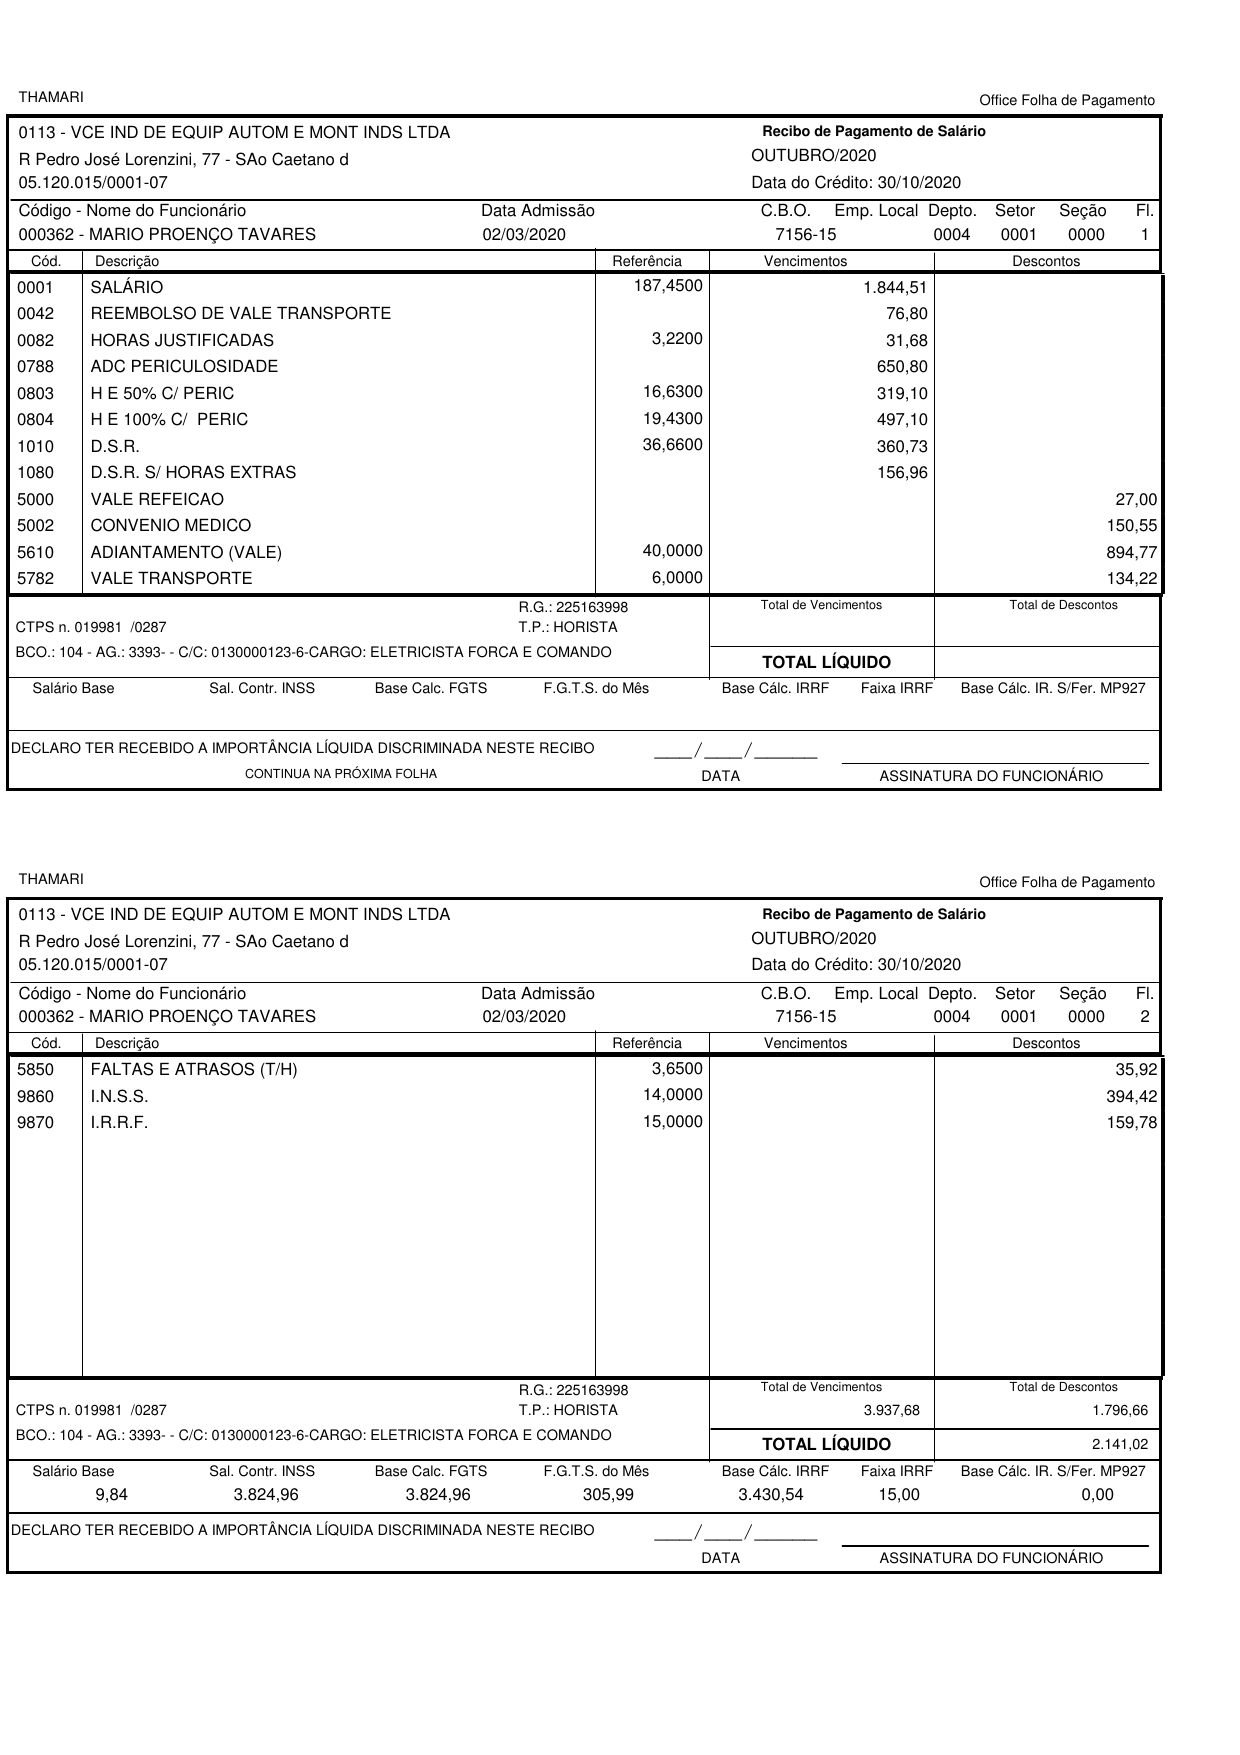 THAMARI
Office Folha de Pagamento
0113 - VCE IND DE EQUIP AUTOM E MONT INDS LTDA Recibo de Pagamento de Salário
R Pedro José Lorenzini, 77 - SAo Caetano d OUTUBRO/2020
05.120.015/0001-07 Data do Crédito: 30/10/2020
Código - Nome do Funcionário Data Admissão C.B.O. Emp. Local Depto. Setor Seção Fl.
000362 - MARIO PROENÇO TAVARES 02/03/2020 7156-15 0004 0001 0000 1
Cód. Descrição Referência Vencimentos Descontos
0001 SALÁRIO 187,4500 1.844,51
0042 REEMBOLSO DE VALE TRANSPORTE 76,80
0082 HORAS JUSTIFICADAS 3,2200 31,68
0788 ADC PERICULOSIDADE 650,80
0803 H E 50% C/ PERIC 16,6300 319,10
0804 H E 100% C/  PERIC 19,4300 497,10
1010 D.S.R. 36,6600 360,73
1080 D.S.R. S/ HORAS EXTRAS 156,96
5000 VALE REFEICAO 27,00
5002 CONVENIO MEDICO 150,55
5610 ADIANTAMENTO (VALE) 40,0000 894,77
5782 VALE TRANSPORTE 6,0000 134,22
R.G.: 225163998 Total de Vencimentos Total de Descontos
CTPS n. 019981  /0287 T.P.: HORISTA
BCO.: 104 - AG.: 3393- - C/C: 0130000123-6-CARGO: ELETRICISTA FORCA E COMANDO
TOTAL LÍQUIDO
Salário Base Sal. Contr. INSS Base Calc. FGTS F.G.T.S. do Mês Base Cálc. IRRF Faixa IRRF Base Cálc. IR. S/Fer. MP927
DECLARO TER RECEBIDO A IMPORTÂNCIA LÍQUIDA DISCRIMINADA NESTE RECIBO ____/____/______
CONTINUA NA PRÓXIMA FOLHA DATA ASSINATURA DO FUNCIONÁRIO
THAMARI
Office Folha de Pagamento
0113 - VCE IND DE EQUIP AUTOM E MONT INDS LTDA Recibo de Pagamento de Salário
R Pedro José Lorenzini, 77 - SAo Caetano d OUTUBRO/2020
05.120.015/0001-07 Data do Crédito: 30/10/2020
Código - Nome do Funcionário Data Admissão C.B.O. Emp. Local Depto. Setor Seção Fl.
000362 - MARIO PROENÇO TAVARES 02/03/2020 7156-15 0004 0001 0000 2
Cód. Descrição Referência Vencimentos Descontos
5850 FALTAS E ATRASOS (T/H) 3,6500 35,92
9860 I.N.S.S. 14,0000 394,42
9870 I.R.R.F. 15,0000 159,78
R.G.: 225163998 Total de Vencimentos Total de Descontos
CTPS n. 019981  /0287 T.P.: HORISTA 3.937,68 1.796,66
BCO.: 104 - AG.: 3393- - C/C: 0130000123-6-CARGO: ELETRICISTA FORCA E COMANDO
TOTAL LÍQUIDO 2.141,02
Salário Base Sal. Contr. INSS Base Calc. FGTS F.G.T.S. do Mês Base Cálc. IRRF Faixa IRRF Base Cálc. IR. S/Fer. MP927
9,84 3.824,96 3.824,96 305,99 3.430,54 15,00 0,00
DECLARO TER RECEBIDO A IMPORTÂNCIA LÍQUIDA DISCRIMINADA NESTE RECIBO ____/____/______
DATA ASSINATURA DO FUNCIONÁRIO